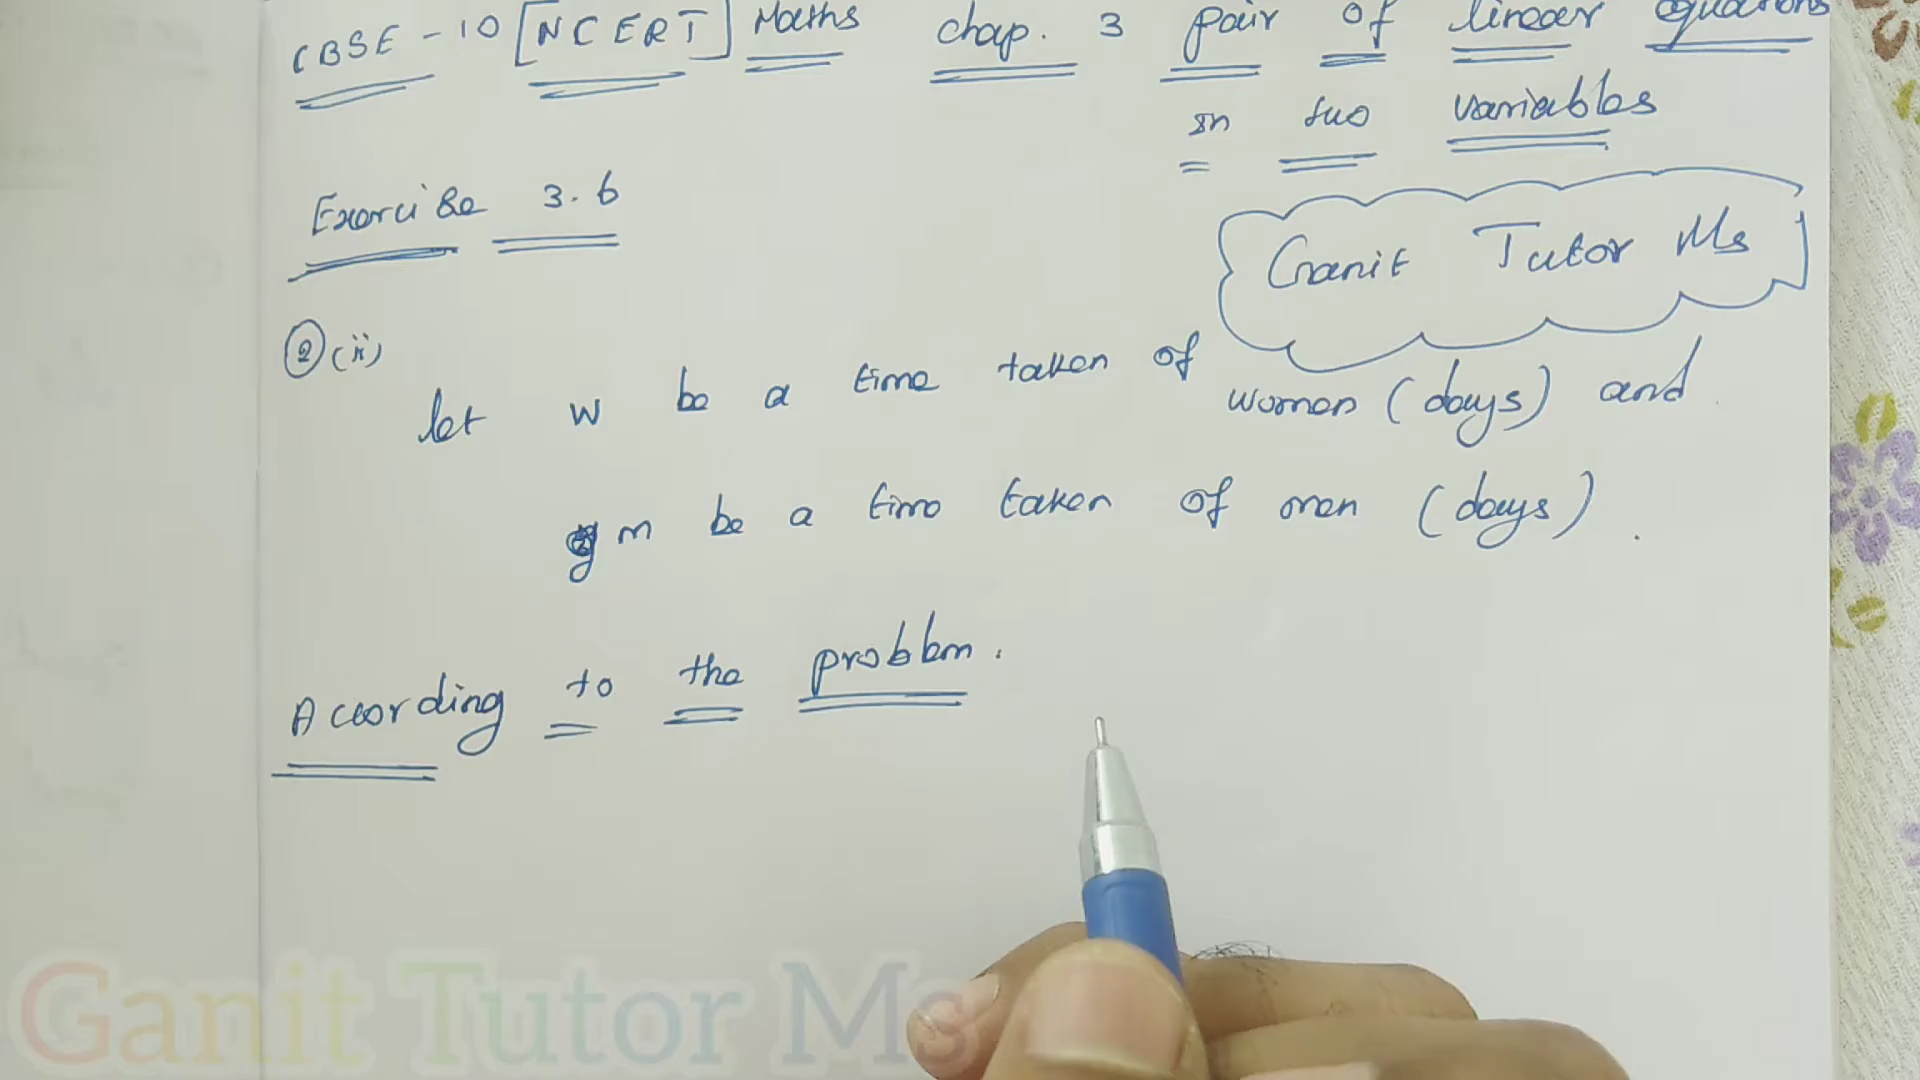 CBSE - 10 [NCERT] Maths chap. 3 pair of linear equations
in two variables
Exercise 3.6
Ganit Tutor Ms
2 (ii)
let w be a time taken of women (days) and
m be a time taken of men (days).
According to the problem.
Ganit Tutor Ms